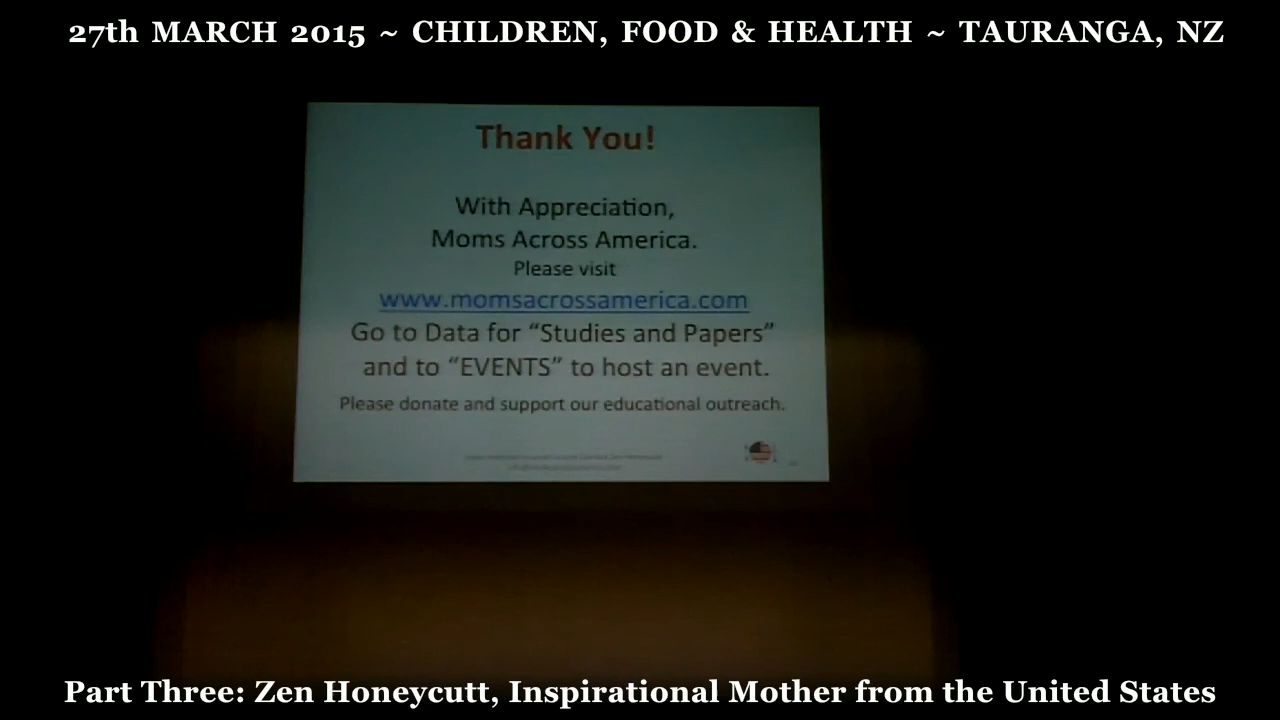 27th MARCH 2015 ~ CHILDREN, FOOD & HEALTH ~ TAURANGA, NZ
Thank You!
With Appreciation,
Moms Across America.
Please visit
www.momsacrossamerica.com
Go to Data for “Studies and Papers”
and to “EVENTS” to host an event.
Please donate and support our educational outreach.
Part Three: Zen Honeycutt, Inspirational Mother from the United States